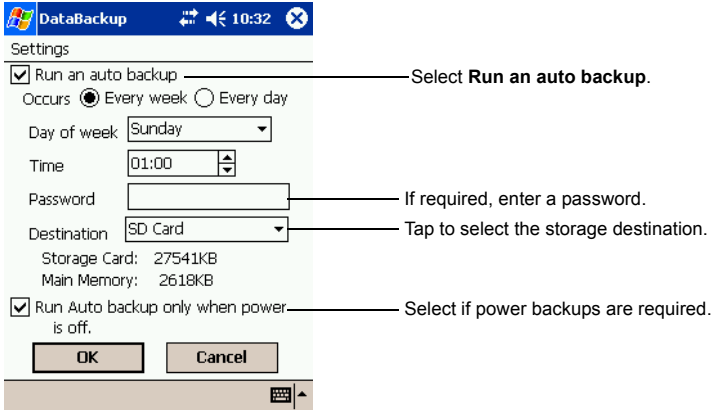 DataBackup 10:32
Settings
Run an auto backup
Select Run an auto backup.
Occurs Every week Every day
Day of week Sunday
Time 01:00
Password
If required, enter a password.
Destination SD Card
Tap to select the storage destination.
Storage Card: 27541KB
Main Memory: 2618KB
Run Auto backup only when power
is off.
Select if power backups are required.
OK Cancel